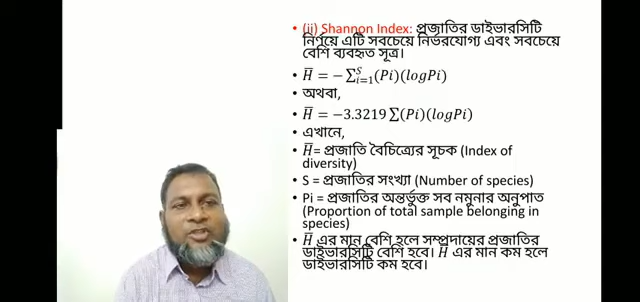 • (ii) Shannon Index: প্রজাতির ডাইভারসিটি
নির্ণয়ে এটি সবচেয়ে নির্ভরযোগ্য এবং সবচেয়ে
বেশি ব্যবহৃত সূত্র।
• H̅ = − ∑ᵢ₌₁ˢ (Pi)(logPi)
• অথবা,
• H̅ = −3.3219 ∑(Pi)(logPi)
• এখানে,
• H̅= প্রজাতি বৈচিত্র্যের সূচক (Index of
diversity)
• S = প্রজাতির সংখ্যা (Number of species)
• Pi = প্রজাতির অন্তর্ভুক্ত সব নমুনার অনুপাত
(Proportion of total sample belonging in
species)
• H̅ এর মান বেশি হলে সম্প্রদায়ের প্রজাতির
ডাইভারসিটি বেশি হবে। H̅ এর মান কম হলে
ডাইভারসিটি কম হবে।